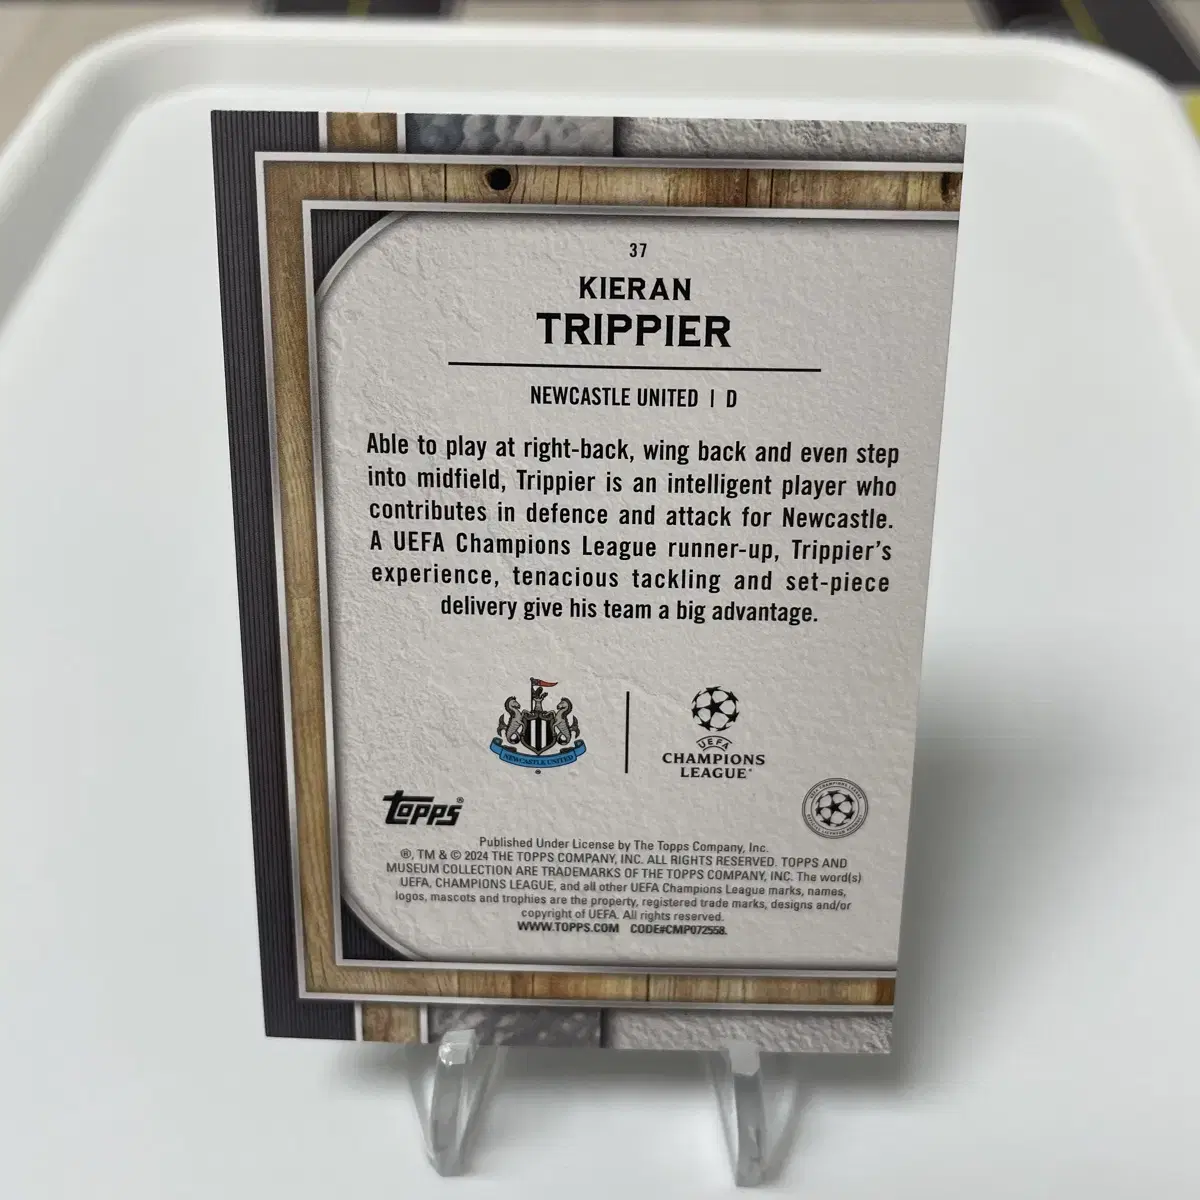 37
KIERAN
TRIPPIER
NEWCASTLE UNITED | D
Able to play at right-back, wing back and even step
into midfield, Trippier is an intelligent player who
contributes in defence and attack for Newcastle.
A UEFA Champions League runner-up, Trippier's
experience, tenacious tackling and set-piece
delivery give his team a big advantage.
NEWCASTLE UNITED
UEFA
CHAMPIONS
LEAGUE
topps®
Published Under License by The Topps Company, Inc.
®, TM & © 2024 THE TOPPS COMPANY, INC. ALL RIGHTS RESERVED. TOPPS AND
MUSEUM COLLECTION ARE TRADEMARKS OF THE TOPPS COMPANY, INC. The word(s)
UEFA, CHAMPIONS LEAGUE, and all other UEFA Champions League marks, names,
logos, mascots and trophies are the property, registered trade marks, designs and/or
copyright of UEFA. All rights reserved.
WWW.TOPPS.COM CODE#CMP072558.